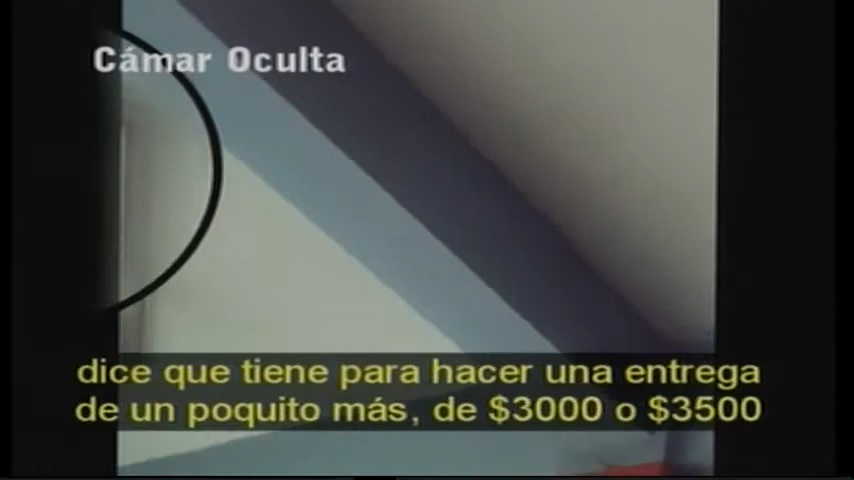 Cámar Oculta
dice que tiene para hacer una entrega
de un poquito más, de $3000 o $3500